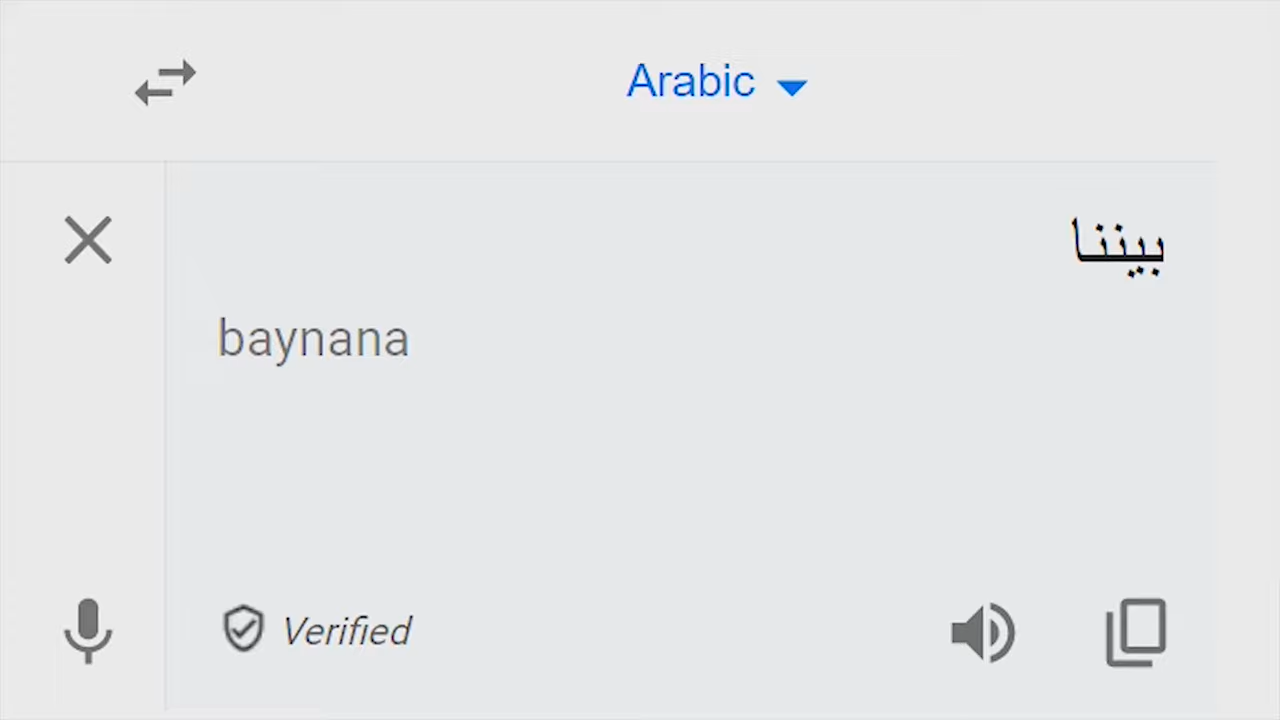 Arabic
بيننا
baynana
Verified